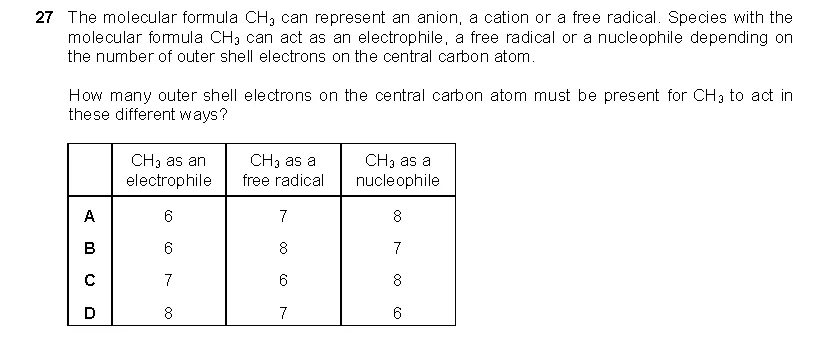 27 The molecular formula CH₃ can represent an anion, a cation or a free radical. Species with the
molecular formula CH₃ can act as an electrophile, a free radical or a nucleophile depending on
the number of outer shell electrons on the central carbon atom.
How many outer shell electrons on the central carbon atom must be present for CH₃ to act in
these different ways?
CH₃ as an electrophile CH₃ as a free radical CH₃ as a nucleophile
A 6 7 8
B 6 8 7
C 7 6 8
D 8 7 6